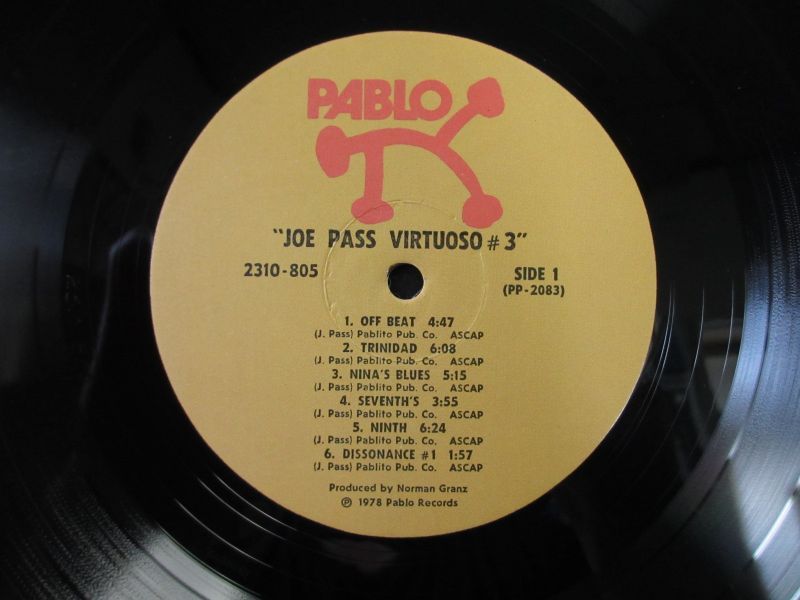 PABLO
"JOE PASS VIRTUOSO # 3"
2310-805 SIDE 1
(PP-2083)
1. OFF BEAT 4:47
(J. Pass) Pablito Pub. Co. ASCAP
2. TRINIDAD 6:08
(J. Pass) Pablito Pub. Co. ASCAP
3. NINA'S BLUES 5:15
(J. Pass) Pablito Pub. Co. ASCAP
4. SEVENTH'S 3:55
(J. Pass) Pablito Pub. Co. ASCAP
5. NINTH 6:24
(J. Pass) Pablito Pub. Co. ASCAP
6. DISSONANCE #1 1:57
(J. Pass) Pablito Pub. Co. ASCAP
Produced by Norman Granz
℗ 1978 Pablo Records